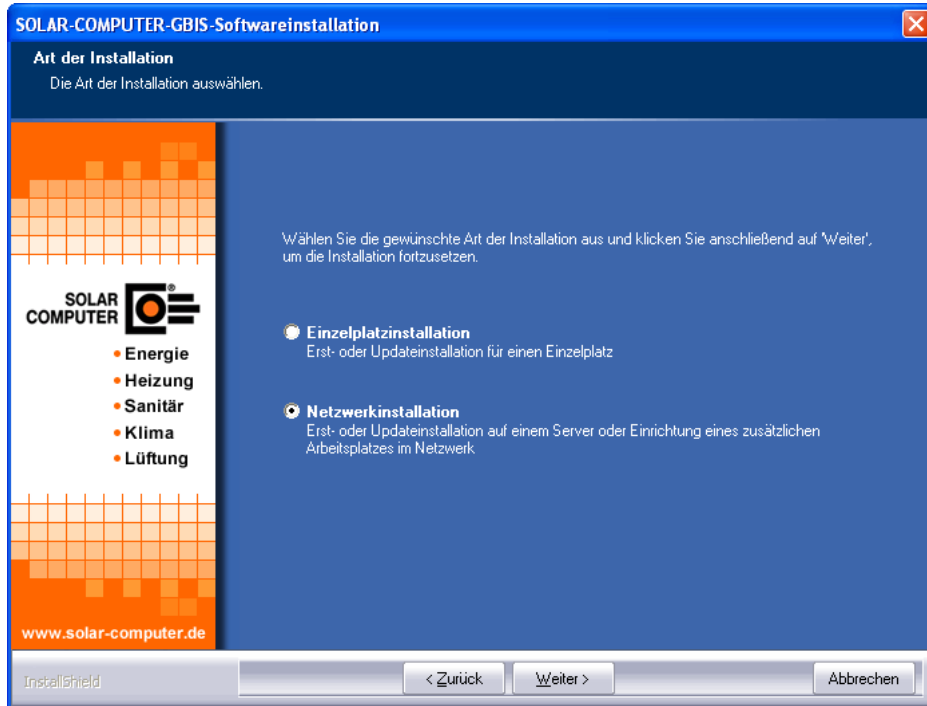 SOLAR-COMPUTER-GBIS-Softwareinstallation
Art der Installation
Die Art der Installation auswählen.
Wählen Sie die gewünschte Art der Installation aus und klicken Sie anschließend auf 'Weiter',
um die Installation fortzusetzen.
SOLAR
COMPUTER
• Energie
• Heizung
• Sanitär
• Klima
• Lüftung
www.solar-computer.de
Einzelplatzinstallation
Erst- oder Updateinstallation für einen Einzelplatz
Netzwerkinstallation
Erst- oder Updateinstallation auf einem Server oder Einrichtung eines zusätzlichen
Arbeitsplatzes im Netzwerk
InstallShield
< Zurück
Weiter >
Abbrechen